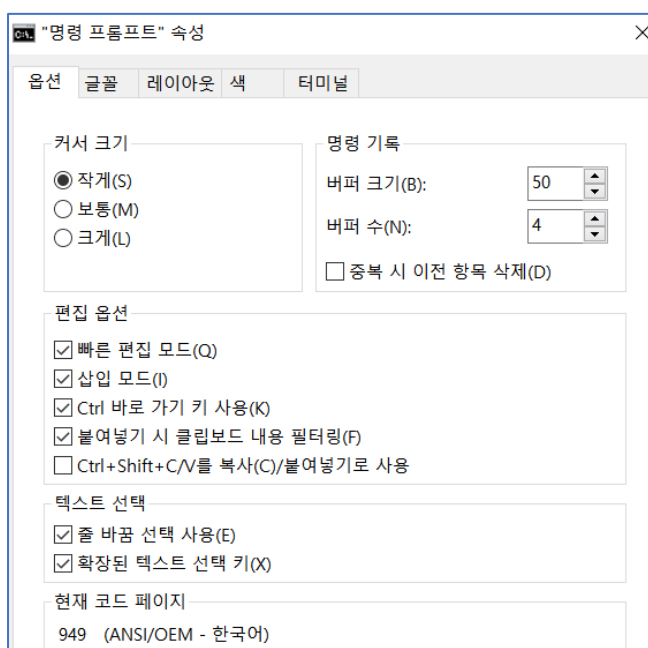 "명령 프롬프트" 속성
옵션 글꼴 레이아웃 색 터미널
커서 크기
작게(S)
보통(M)
크게(L)
명령 기록
버퍼 크기(B): 50
버퍼 수(N): 4
중복 시 이전 항목 삭제(D)
편집 옵션
빠른 편집 모드(Q)
삽입 모드(I)
Ctrl 바로 가기 키 사용(K)
붙여넣기 시 클립보드 내용 필터링(F)
Ctrl+Shift+C/V를 복사(C)/붙여넣기로 사용
텍스트 선택
줄 바꿈 선택 사용(E)
확장된 텍스트 선택 키(X)
현재 코드 페이지
949 (ANSI/OEM - 한국어)